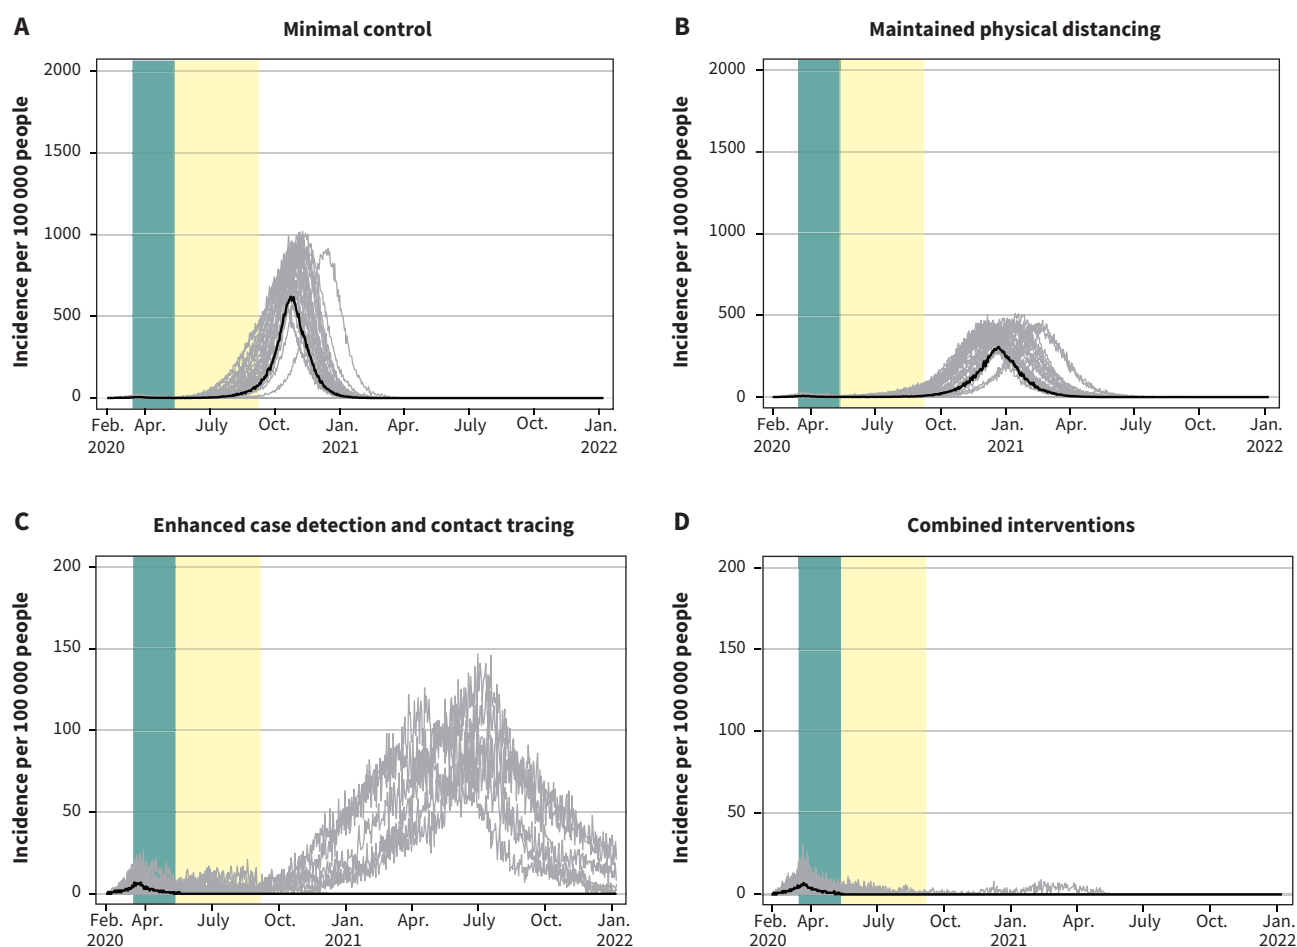 A
Minimal control
Incidence per 100 000 people
2000
1500
1000
500
0
Feb. Apr. July Oct. Jan. Apr. July Oct. Jan.
2020 2021 2022
B
Maintained physical distancing
Incidence per 100 000 people
2000
1500
1000
500
0
Feb. Apr. July Oct. Jan. Apr. July Oct. Jan.
2020 2021 2022
C
Enhanced case detection and contact tracing
Incidence per 100 000 people
200
150
100
50
0
Feb. Apr. July Oct. Jan. Apr. July Oct. Jan.
2020 2021 2022
D
Combined interventions
Incidence per 100 000 people
200
150
100
50
0
Feb. Apr. July Oct. Jan. Apr. July Oct. Jan.
2020 2021 2022